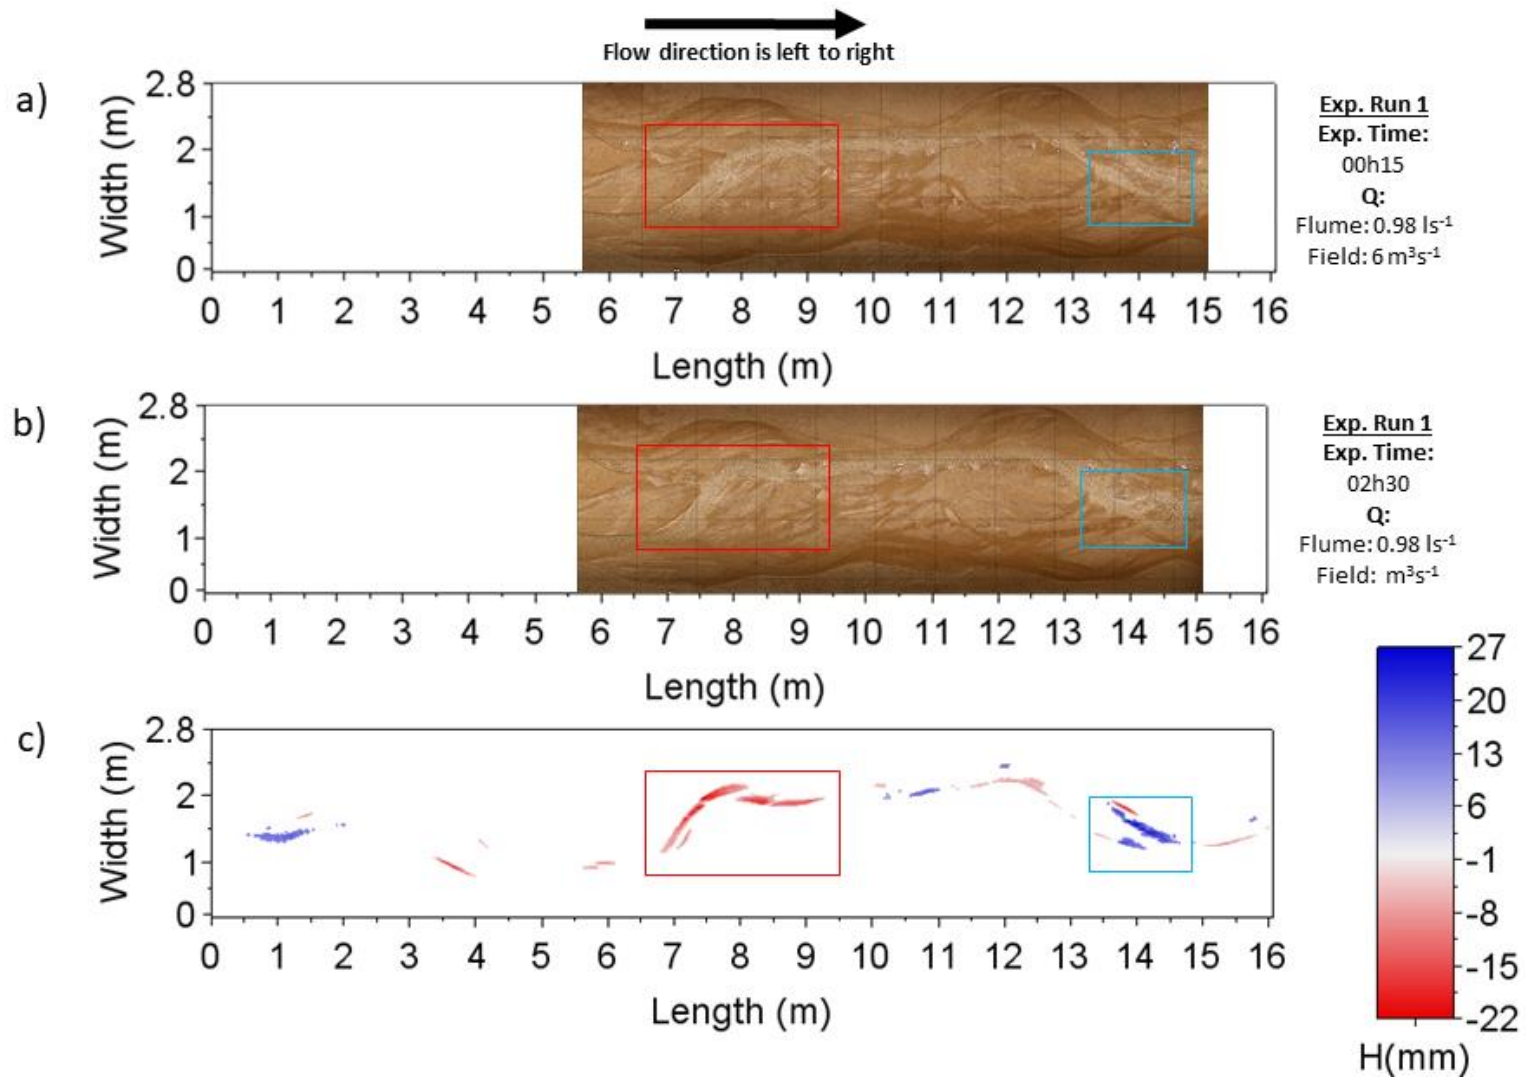 Flow direction is left to right
a)
Width (m)
2.8
2
1
0
0 1 2 3 4 5 6 7 8 9 10 11 12 13 14 15 16
Length (m)
Exp. Run 1
Exp. Time:
00h15
Q:
Flume: 0.98 ls-1
Field: 6 m³s-1
b)
Width (m)
2.8
2
1
0
0 1 2 3 4 5 6 7 8 9 10 11 12 13 14 15 16
Length (m)
Exp. Run 1
Exp. Time:
02h30
Q:
Flume: 0.98 ls-1
Field: m³s-1
c)
Width (m)
2.8
2
1
0
0 1 2 3 4 5 6 7 8 9 10 11 12 13 14 15 16
Length (m)
27
20
13
6
-1
-8
-15
-22
H(mm)